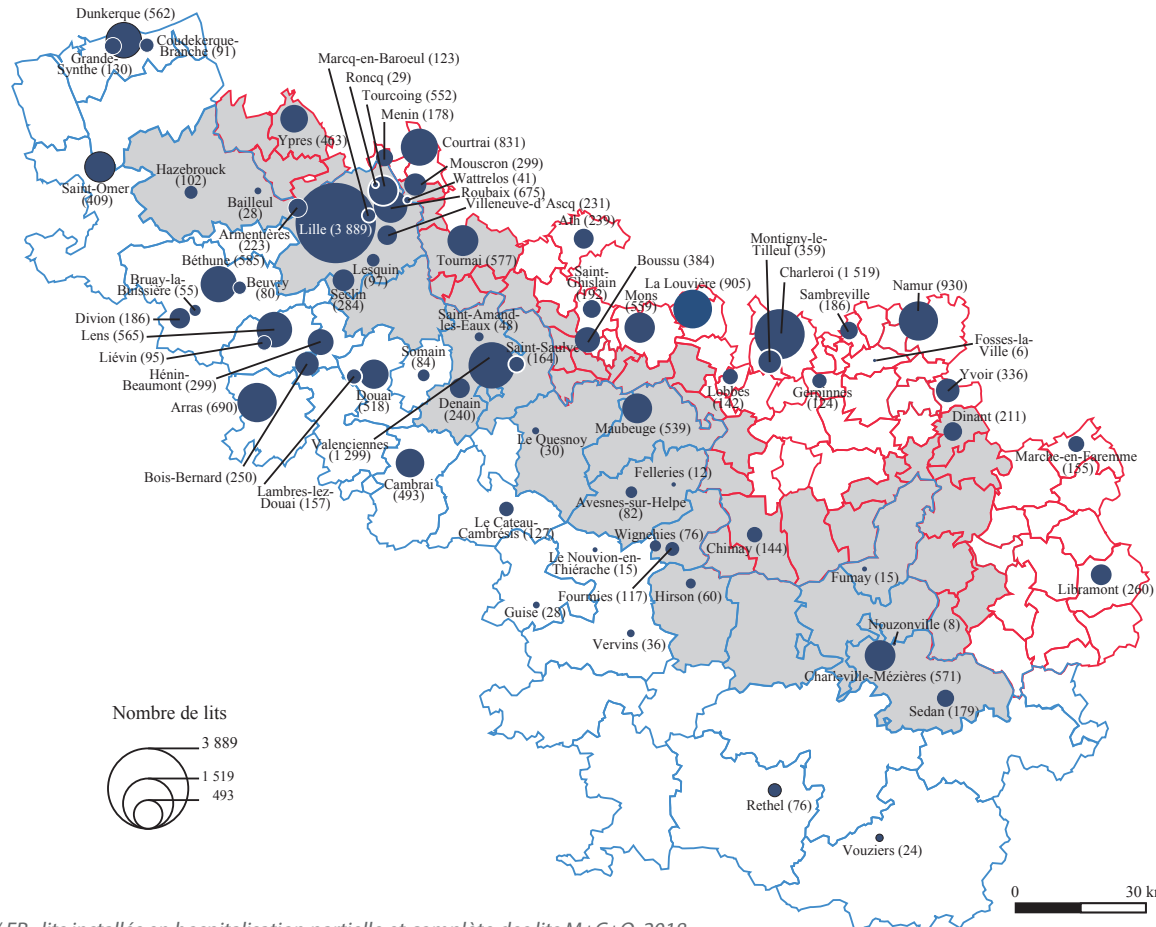 Dunkerque (562)
Coudekerque-
Branche (91)
Grande-
Synthe (130)
Marcq-en-Baroeul (123)
Roncq (29)
Tourcoing (552)
Menin (178)
Ypres (463)
Courtrai (831)
Mouscron (299)
Wattrelos (41)
Roubaix (675)
Villeneuve-d'Ascq (231)
Hazebrouck
(102)
Saint-Omer
(409)
Bailleul
(28)
Armentières
(223)
Lille (3 889)
Ath (239)
Tournai (577)
Lesquin
(97)
Seclin
(284)
Béthune (585)
Beuvry
(80)
Bruay-la-
Buissière (55)
Divion (186)
Lens (565)
Liévin (95)
Hénin-
Beaumont (299)
Arras (690)
Bois-Bernard (250)
Lambres-lez-
Douai (157)
Douai
(518)
Somain
(84)
Saint-Amand-
les-Eaux (48)
Saint-Saulve
(164)
Denain
(240)
Valenciennes
(1 299)
Cambrai
(493)
Saint-
Ghislain
(192)
Boussu (384)
Mons
(559)
La Louvière (905)
Montigny-le-
Tilleul (359)
Charleroi (1 519)
Sambreville
(186)
Namur (930)
Fosses-la-
Ville (6)
Yvoir (336)
Lobbes
(142)
Gerpinnes
(124)
Dinant (211)
Marche-en-Faremme
(155)
Maubeuge (539)
Le Quesnoy
(30)
Felleries (12)
Avesnes-sur-Helpe
(82)
Le Cateau-
Cambrésis (127)
Wignehies (76)
Le Nouvion-en-
Thiérache (15)
Fourmies (117)
Hirson (60)
Chimay (144)
Fumay (15)
Libramont (260)
Guise (28)
Vervins (36)
Nouzonville (8)
Charleville-Mézières (571)
Sedan (179)
Rethel (76)
Vouziers (24)
Nombre de lits
3 889
1 519
493
0 30 km